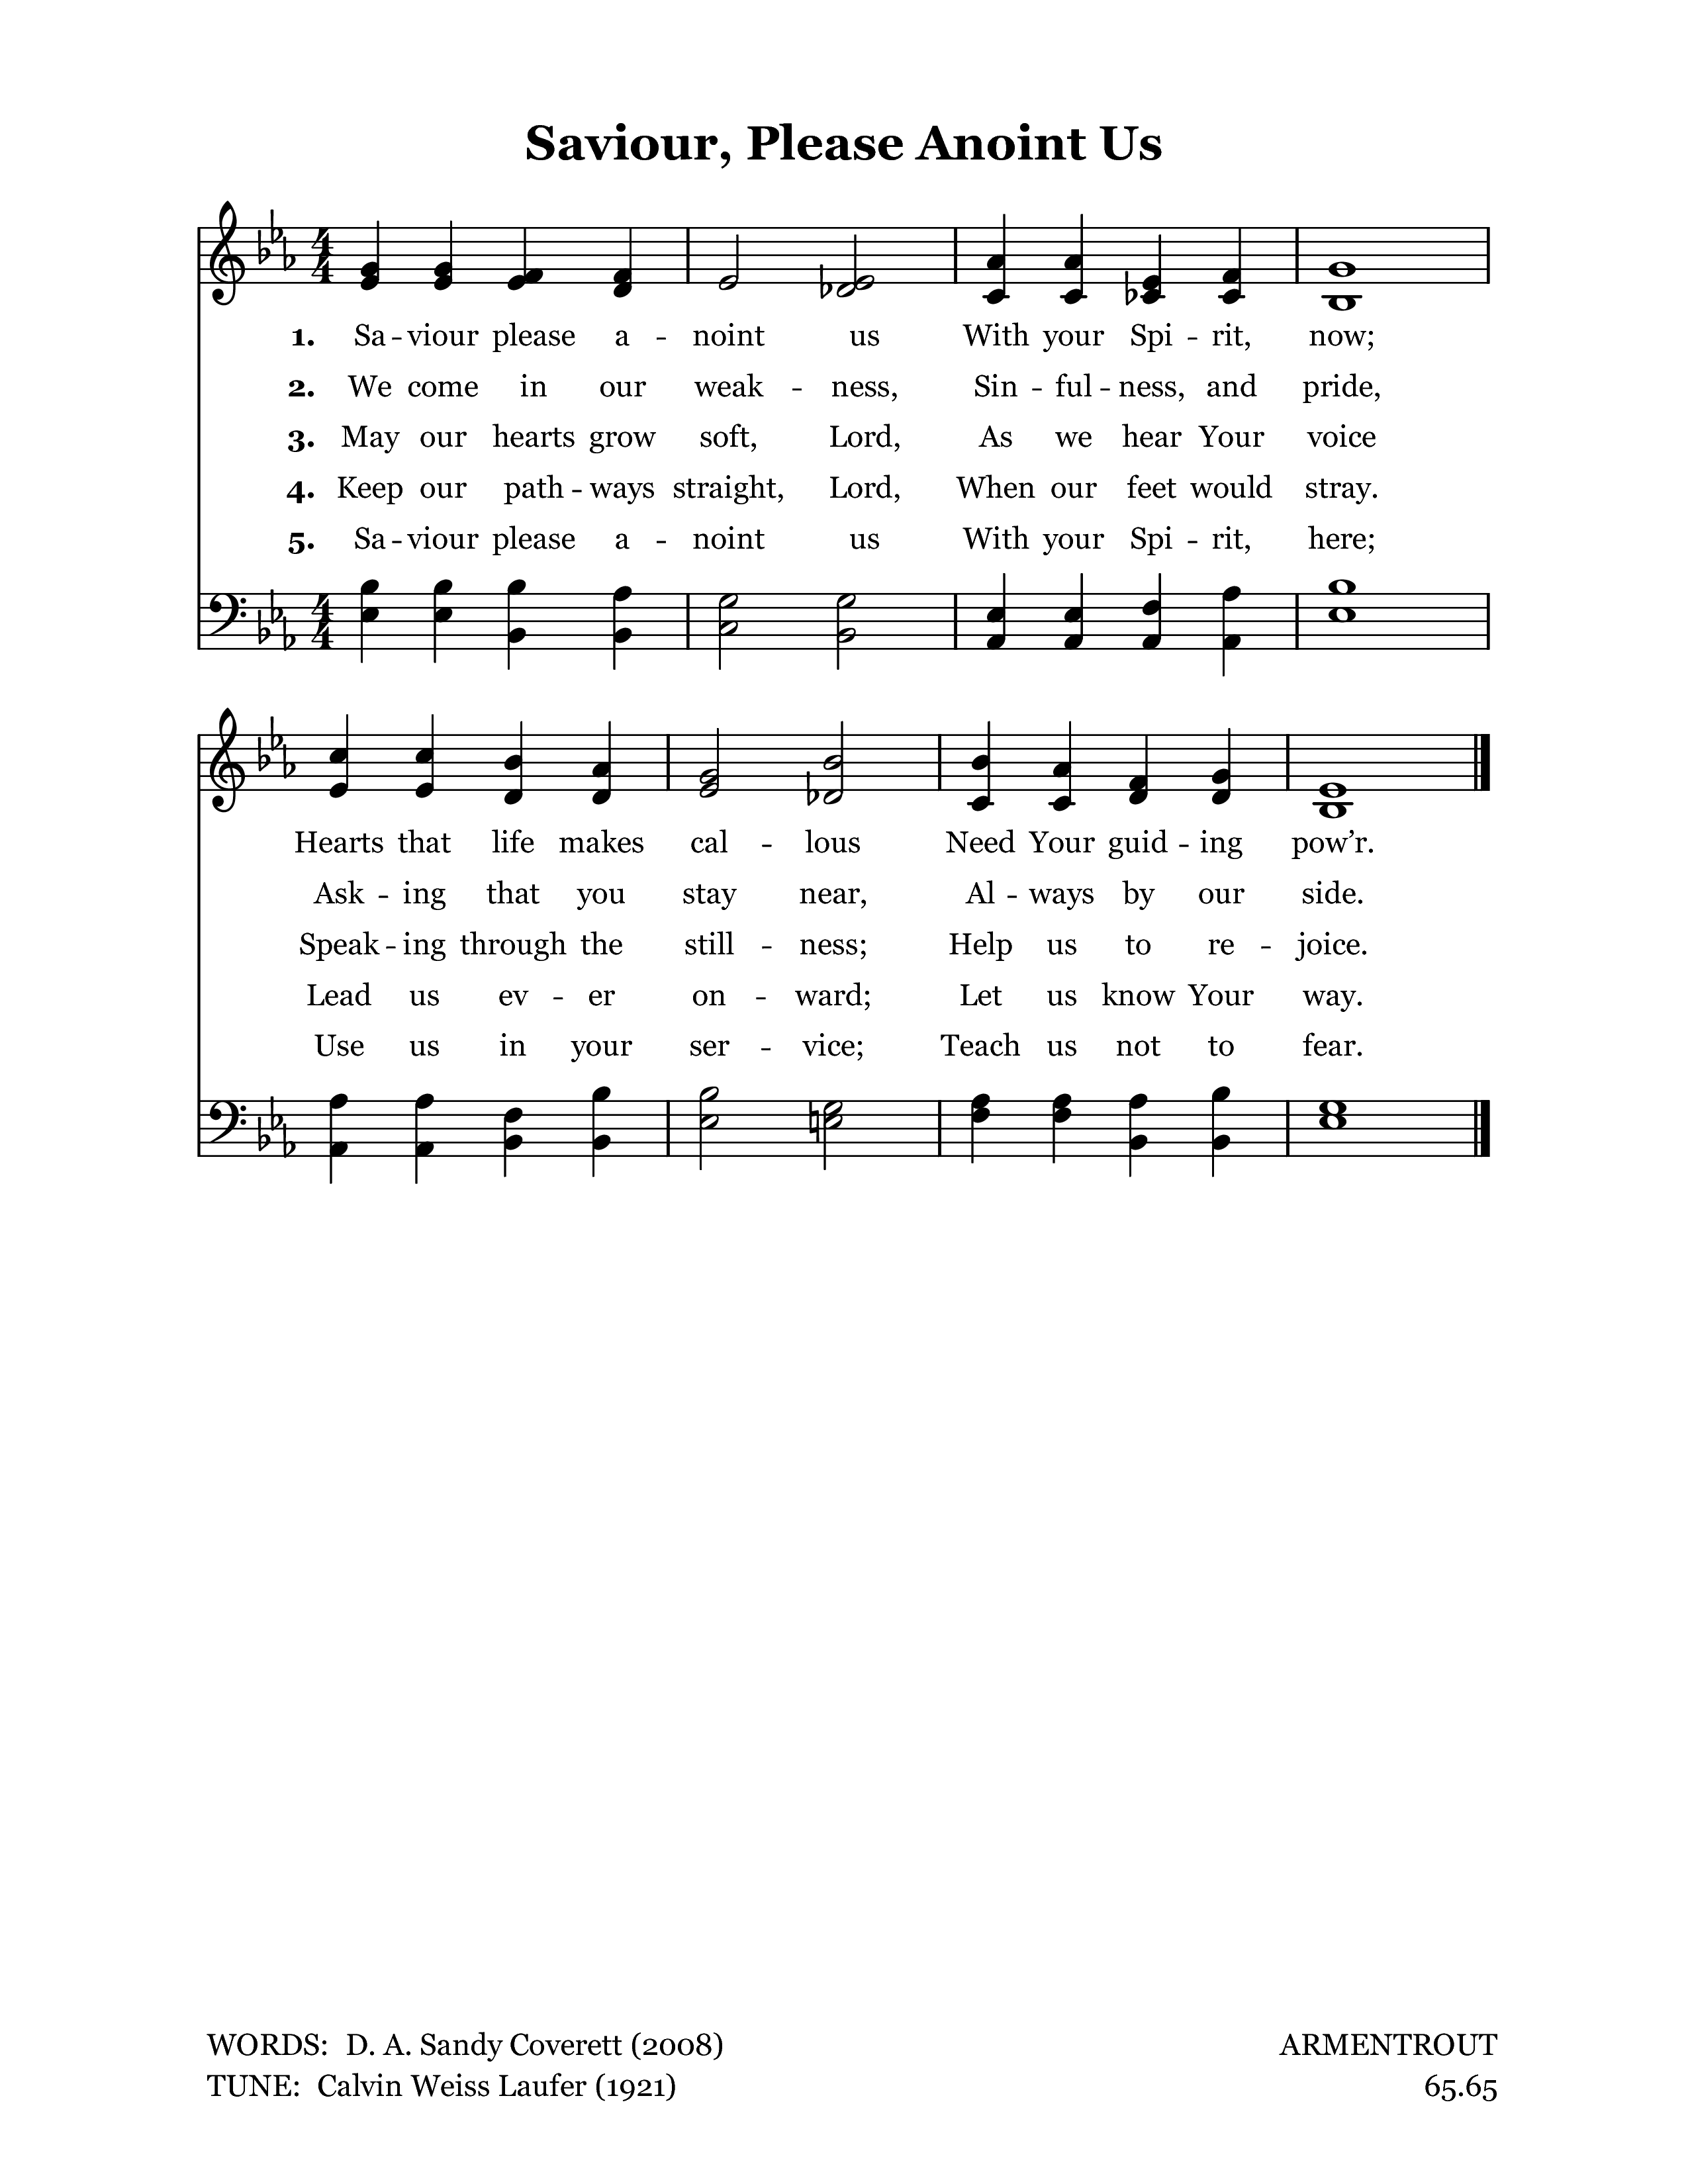 Saviour, Please Anoint Us
1. Sa -- viour please a -- noint us With your Spi -- rit, now;
2. We come in our weak -- ness, Sin -- ful -- ness, and pride,
3. May our hearts grow soft, Lord, As we hear Your voice
4. Keep our path -- ways straight, Lord, When our feet would stray.
5. Sa -- viour please a -- noint us With your Spi -- rit, here;
Hearts that life makes cal -- lous Need Your guid -- ing pow’r.
Ask -- ing that you stay near, Al -- ways by our side.
Speak -- ing through the still -- ness; Help us to re -- joice.
Lead us ev -- er on -- ward; Let us know Your way.
Use us in your ser -- vice; Teach us not to fear.
WORDS: D. A. Sandy Coverett (2008) ARMENTROUT
TUNE: Calvin Weiss Laufer (1921) 65.65